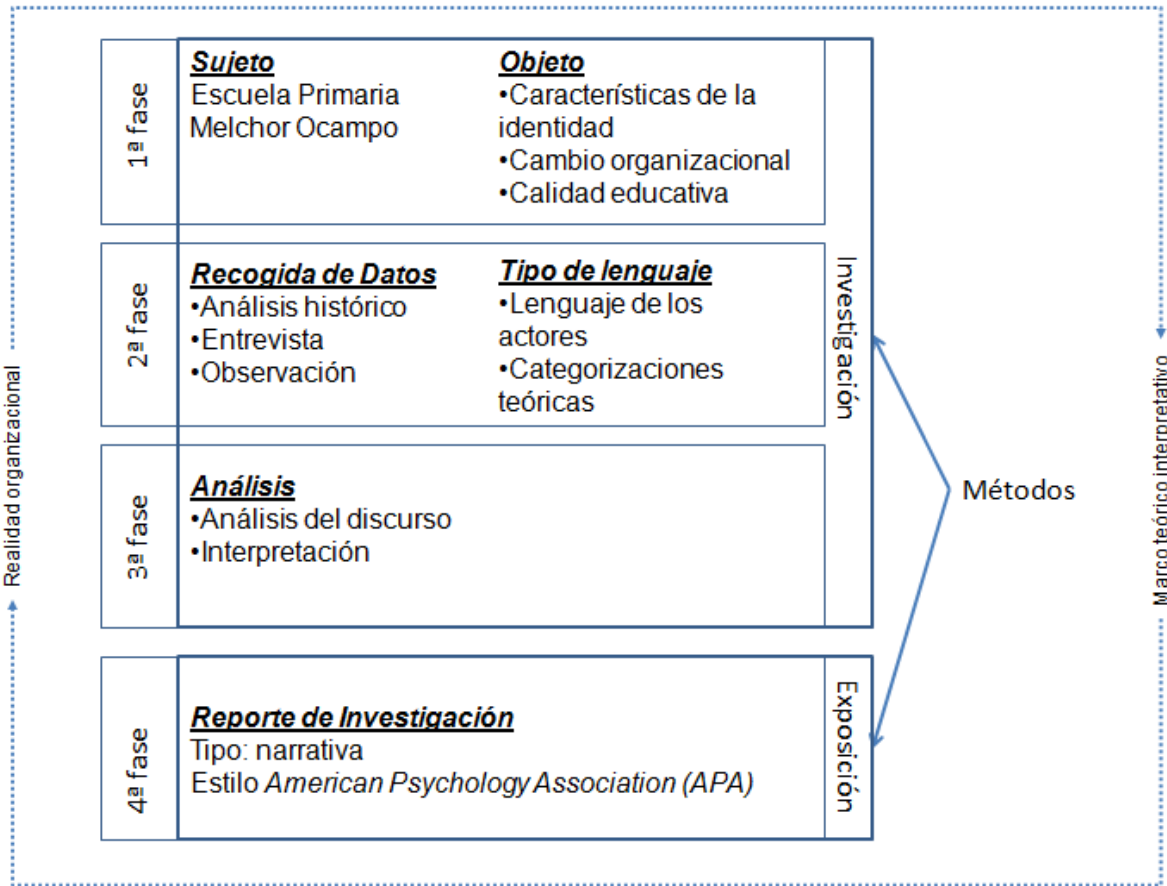 1ª fase
Sujeto
Escuela Primaria
Melchor Ocampo
Objeto
•Características de la
identidad
•Cambio organizacional
•Calidad educativa
2ª fase
Recogida de Datos
•Análisis histórico
•Entrevista
•Observación
Tipo de lenguaje
•Lenguaje de los
actores
•Categorizaciones
teóricas
3ª fase
Análisis
•Análisis del discurso
•Interpretación
Investigación
4ª fase
Reporte de Investigación
Tipo: narrativa
Estilo American Psychology Association (APA)
Exposición
Métodos
Realidad organizacional
Marco teórico interpretativo